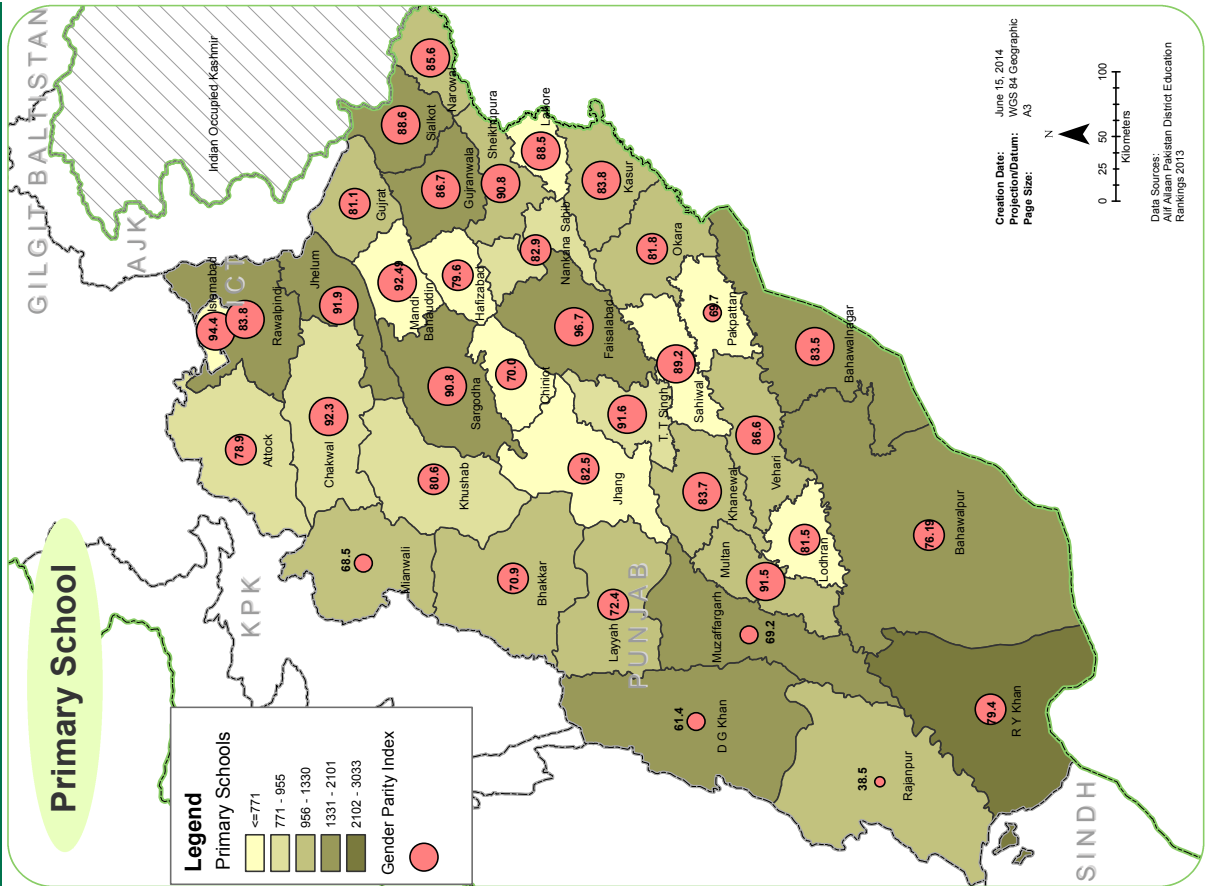 Primary School
GILGIT BALTISTAN
AJK
Indian Occupied Kashmir
ICT
KPK
PUNJAB
SINDH
Legend
Primary Schools
<=771
771 - 955
956 - 1330
1331 - 2101
2102 - 3033
Gender Parity Index
78.9
Attock
94.4
Islamabad
83.8
Rawalpindi
91.9
Jhelum
92.3
Chakwal
81.1
Gujrat
88.6
Sialkot
85.6
Narowal
86.7
Gujranwala
90.8
Sheikhupura
88.5
Lahore
83.8
Kasur
92.49
Mandi
Bahauddin
79.6
Hafizabad
82.9
Nankana Sahib
81.8
Okara
68.5
Mianwali
80.6
Khushab
90.8
Sargodha
70.0
Chiniot
96.7
Faisalabad
70.9
Bhakkar
82.5
Jhang
91.6
T. T Singh
89.2
Sahiwal
69.7
Pakpattan
72.4
Layyah
83.7
Khanewal
86.6
Vehari
83.5
Bahawalnagar
Multan
91.5
81.5
Lodhran
Muzaffargarh
69.2
61.4
D G Khan
76.19
Bahawalpur
38.5
Rajanpur
79.4
R Y Khan
Creation Date: June 15, 2014
Projection/Datum: WGS 84 Geographic
Page Size: A3
N
0 25 50 100
Kilometers
Data Sources:
Alif Ailaan Pakistan District Education
Rankings 2013